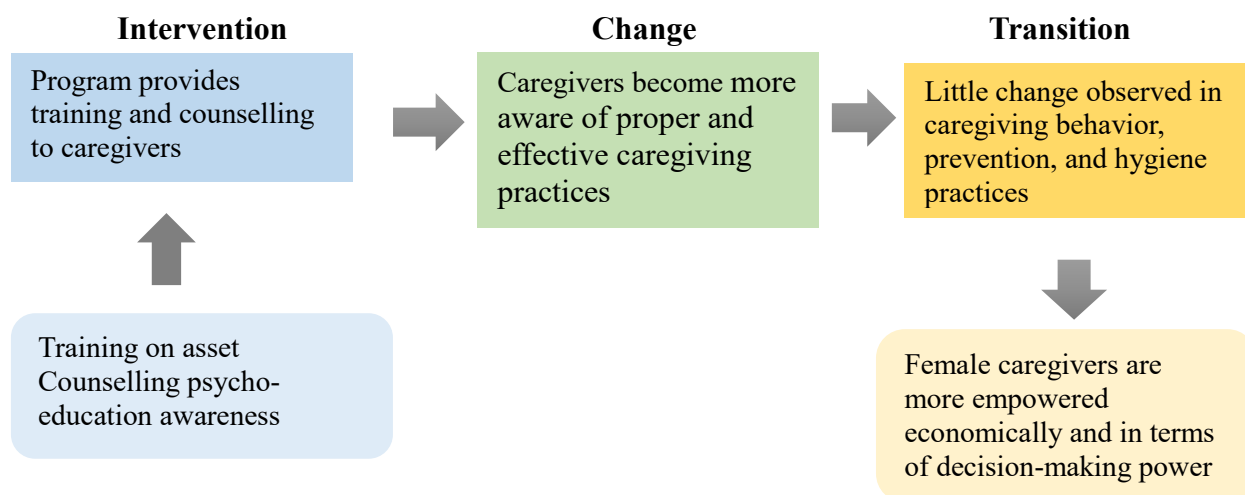 Intervention
Program provides
training and counselling
to caregivers
Training on asset
Counselling psycho-
education awareness
Change
Caregivers become more
aware of proper and
effective caregiving
practices
Transition
Little change observed in
caregiving behavior,
prevention, and hygiene
practices
Female caregivers are
more empowered
economically and in terms
of decision-making power